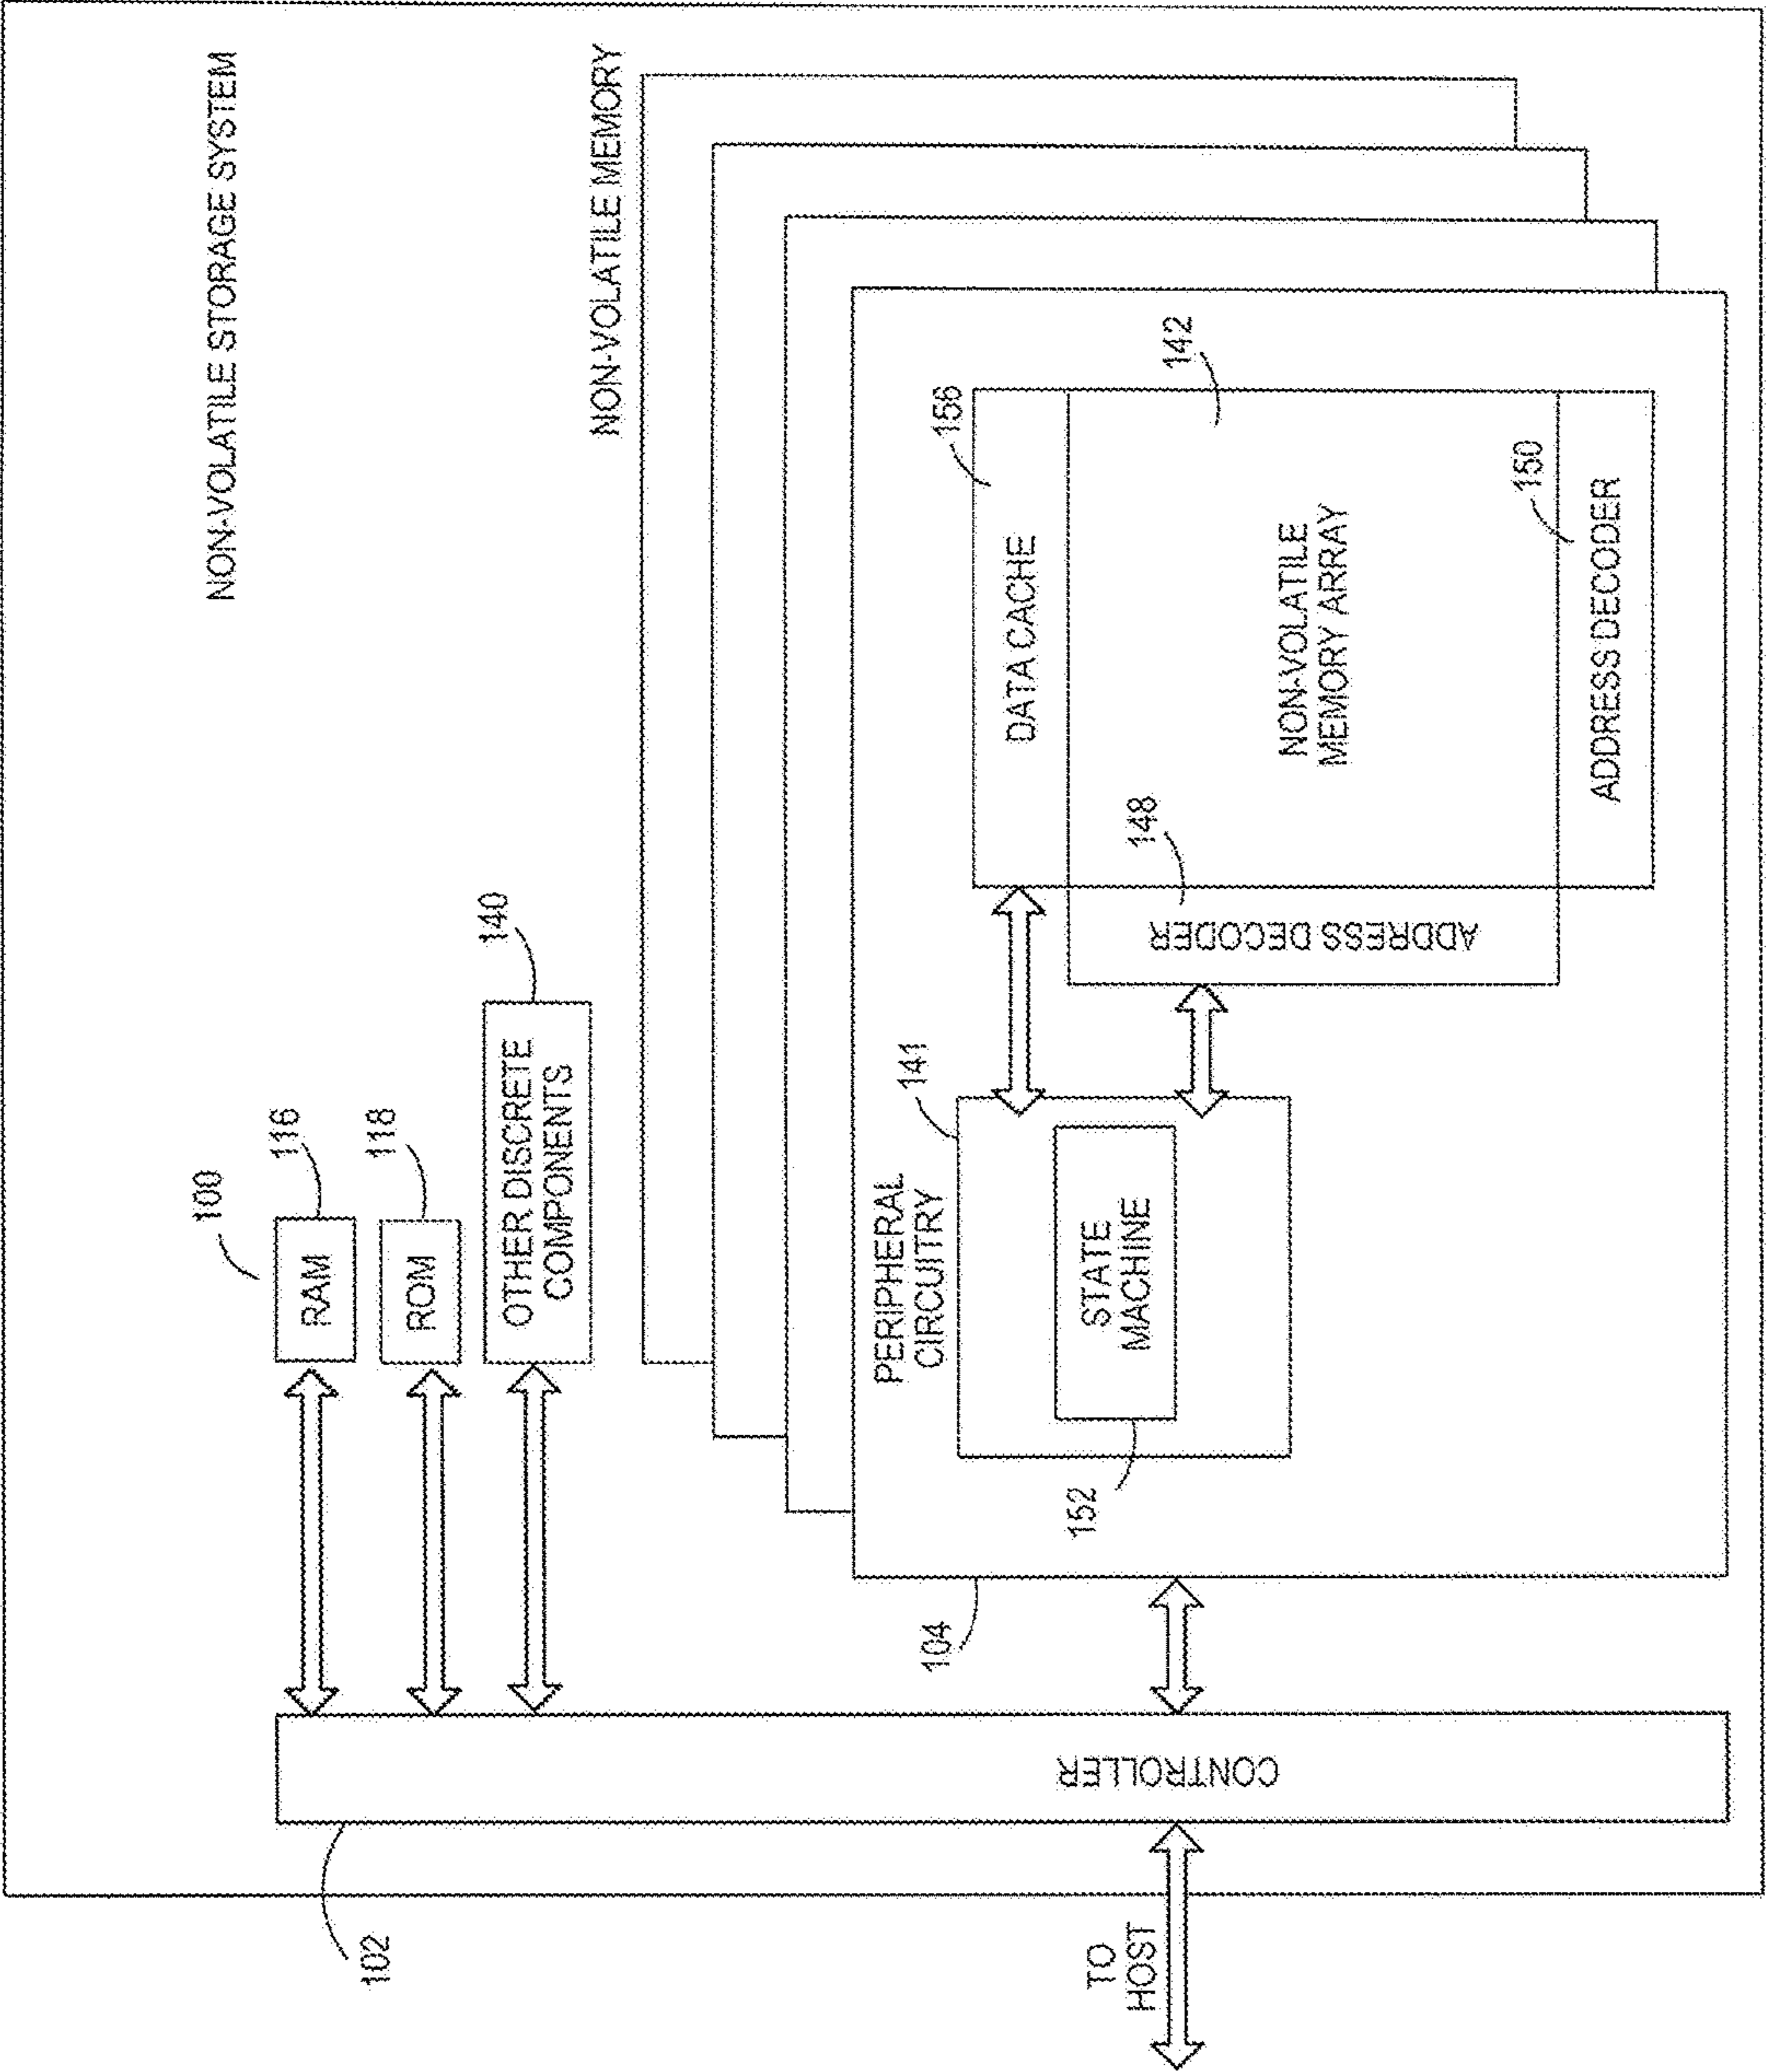 NON-VOLATILE STORAGE SYSTEM
100
116
RAM
118
ROM
140
OTHER DISCRETE
COMPONENTS
NON-VOLATILE MEMORY
102
CONTROLLER
TO
HOST
104
PERIPHERAL
CIRCUITRY
141
STATE
MACHINE
152
156
DATA CACHE
148
ADDRESS DECODER
142
NON-VOLATILE
MEMORY ARRAY
150
ADDRESS DECODER